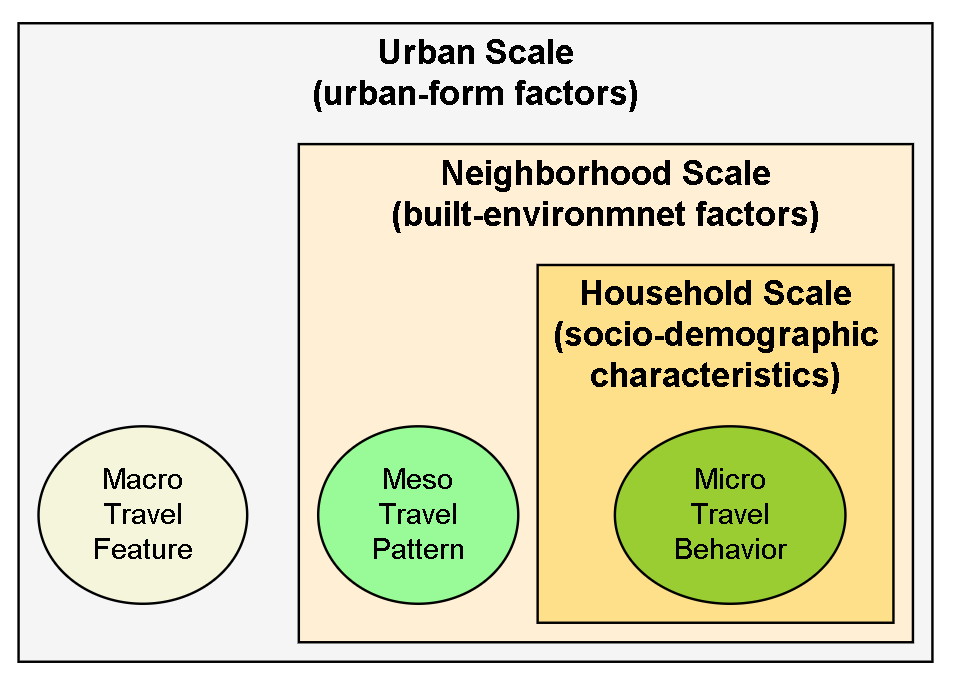 Urban Scale
(urban-form factors)
Neighborhood Scale
(built-environmnet factors)
Household Scale
(socio-demographic
characteristics)
Macro
Travel
Feature
Meso
Travel
Pattern
Micro
Travel
Behavior